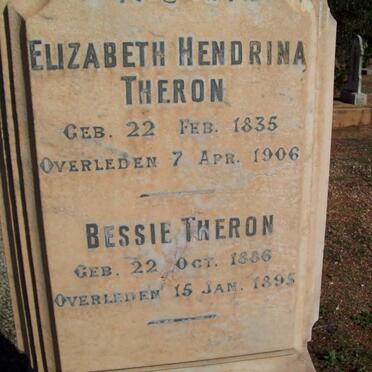 ELIZABETH HENDRINA
THERON
GEB. 22 FEB. 1835
OVERLEDEN 7 APR. 1906
BESSIE THERON
GEB. 22 OCT. 1886
OVERLEDEN 15 JAN. 1895